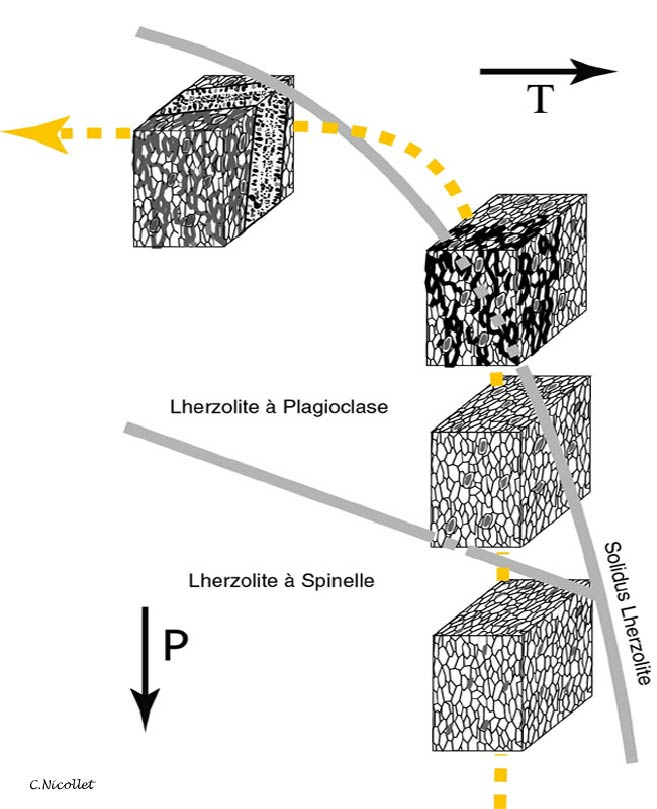 T
Lherzolite à Plagioclase
Solidus Lherzolite
Lherzolite à Spinelle
P
C.Nicollet